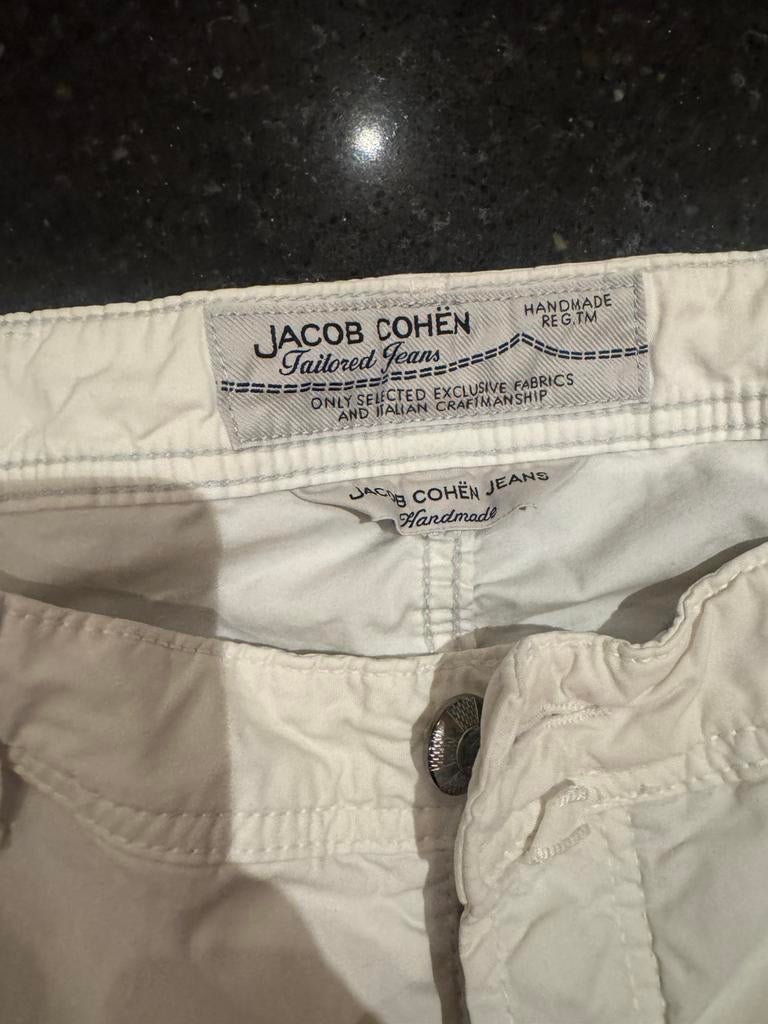 JACOB COHËN
Tailored Jeans
HANDMADE
REG.TM
ONLY SELECTED EXCLUSIVE FABRICS
AND ITALIAN CRAFTMANSHIP
JACOB COHËN JEANS
Handmade